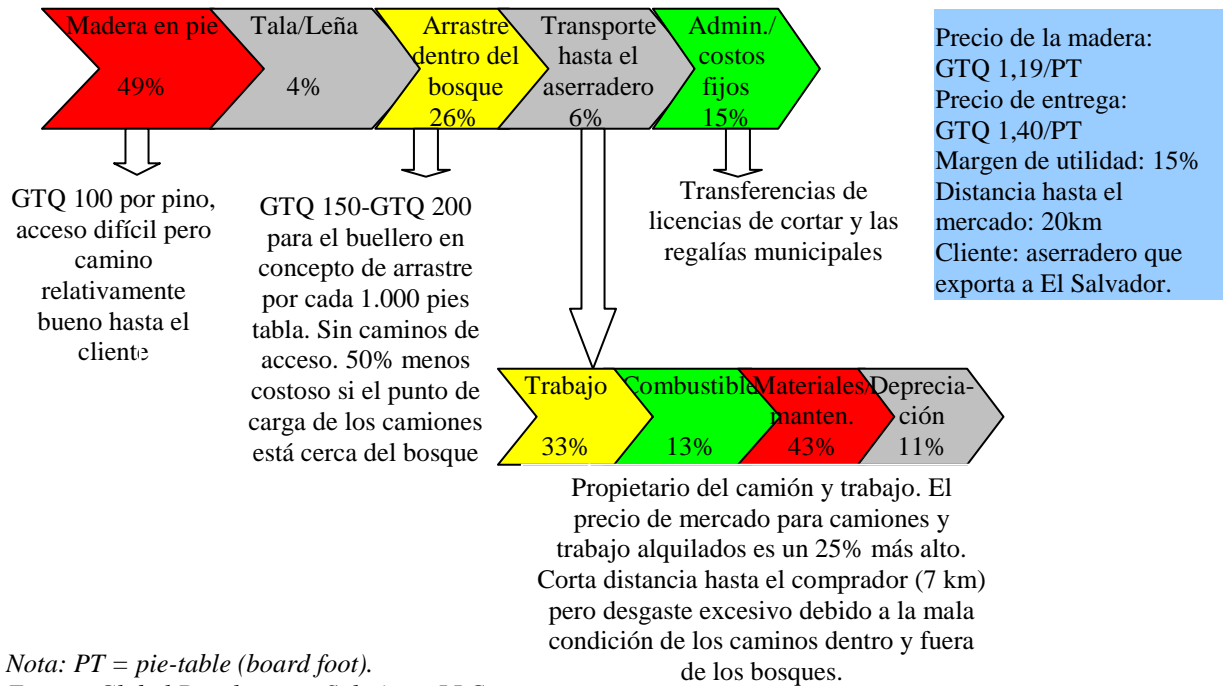 Madera en pie
49%
Tala/Leña
4%
Arrastre
dentro del
bosque
26%
Transporte
hasta el
aserradero
6%
Admin./
costos
fijos
15%
Precio de la madera:
GTQ 1,19/PT
Precio de entrega:
GTQ 1,40/PT
Margen de utilidad: 15%
Distancia hasta el
mercado: 20km
Cliente: aserradero que
exporta a El Salvador.
GTQ 100 por pino,
acceso difícil pero
camino
relativamente
bueno hasta el
cliente
GTQ 150-GTQ 200
para el buellero en
concepto de arrastre
por cada 1.000 pies
tabla. Sin caminos de
acceso. 50% menos
costoso si el punto de
carga de los camiones
está cerca del bosque
Transferencias de
licencias de cortar y las
regalías municipales
Trabajo
33%
Combustible
13%
Materiales/
manten.
43%
Deprecia-
ción
11%
Propietario del camión y trabajo. El
precio de mercado para camiones y
trabajo alquilados es un 25% más alto.
Corta distancia hasta el comprador (7 km)
pero desgaste excesivo debido a la mala
condición de los caminos dentro y fuera
de los bosques.
Nota: PT = pie-table (board foot).